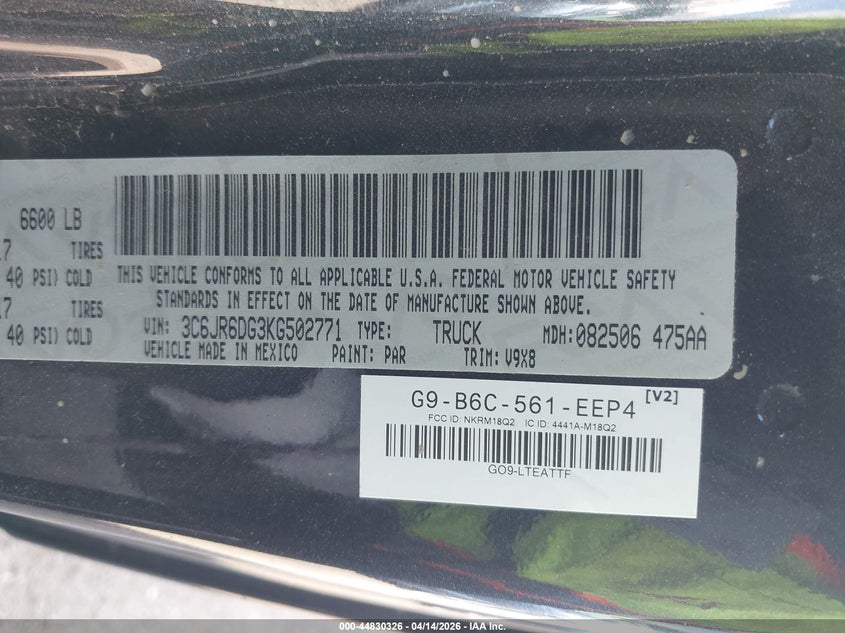 6600 LB
17 TIRES
40 PSI) COLD
17 TIRES
40 PSI) COLD
THIS VEHICLE CONFORMS TO ALL APPLICABLE U.S.A. FEDERAL MOTOR VEHICLE SAFETY
STANDARDS IN EFFECT ON THE DATE OF MANUFACTURE SHOWN ABOVE.
VIN: 3C6JR6DG3KG502771 TYPE: TRUCK MDH:082506 475AA
VEHICLE MADE IN MEXICO PAINT: PAR TRIM: V9X8
G9-B6C-561-EEP4 [V2]
FCC ID: NKRM18Q2 IC ID: 4441A-M18Q2
GO9-LTEATTF
000-44830326 - 04/14/2026 - IAA Inc.